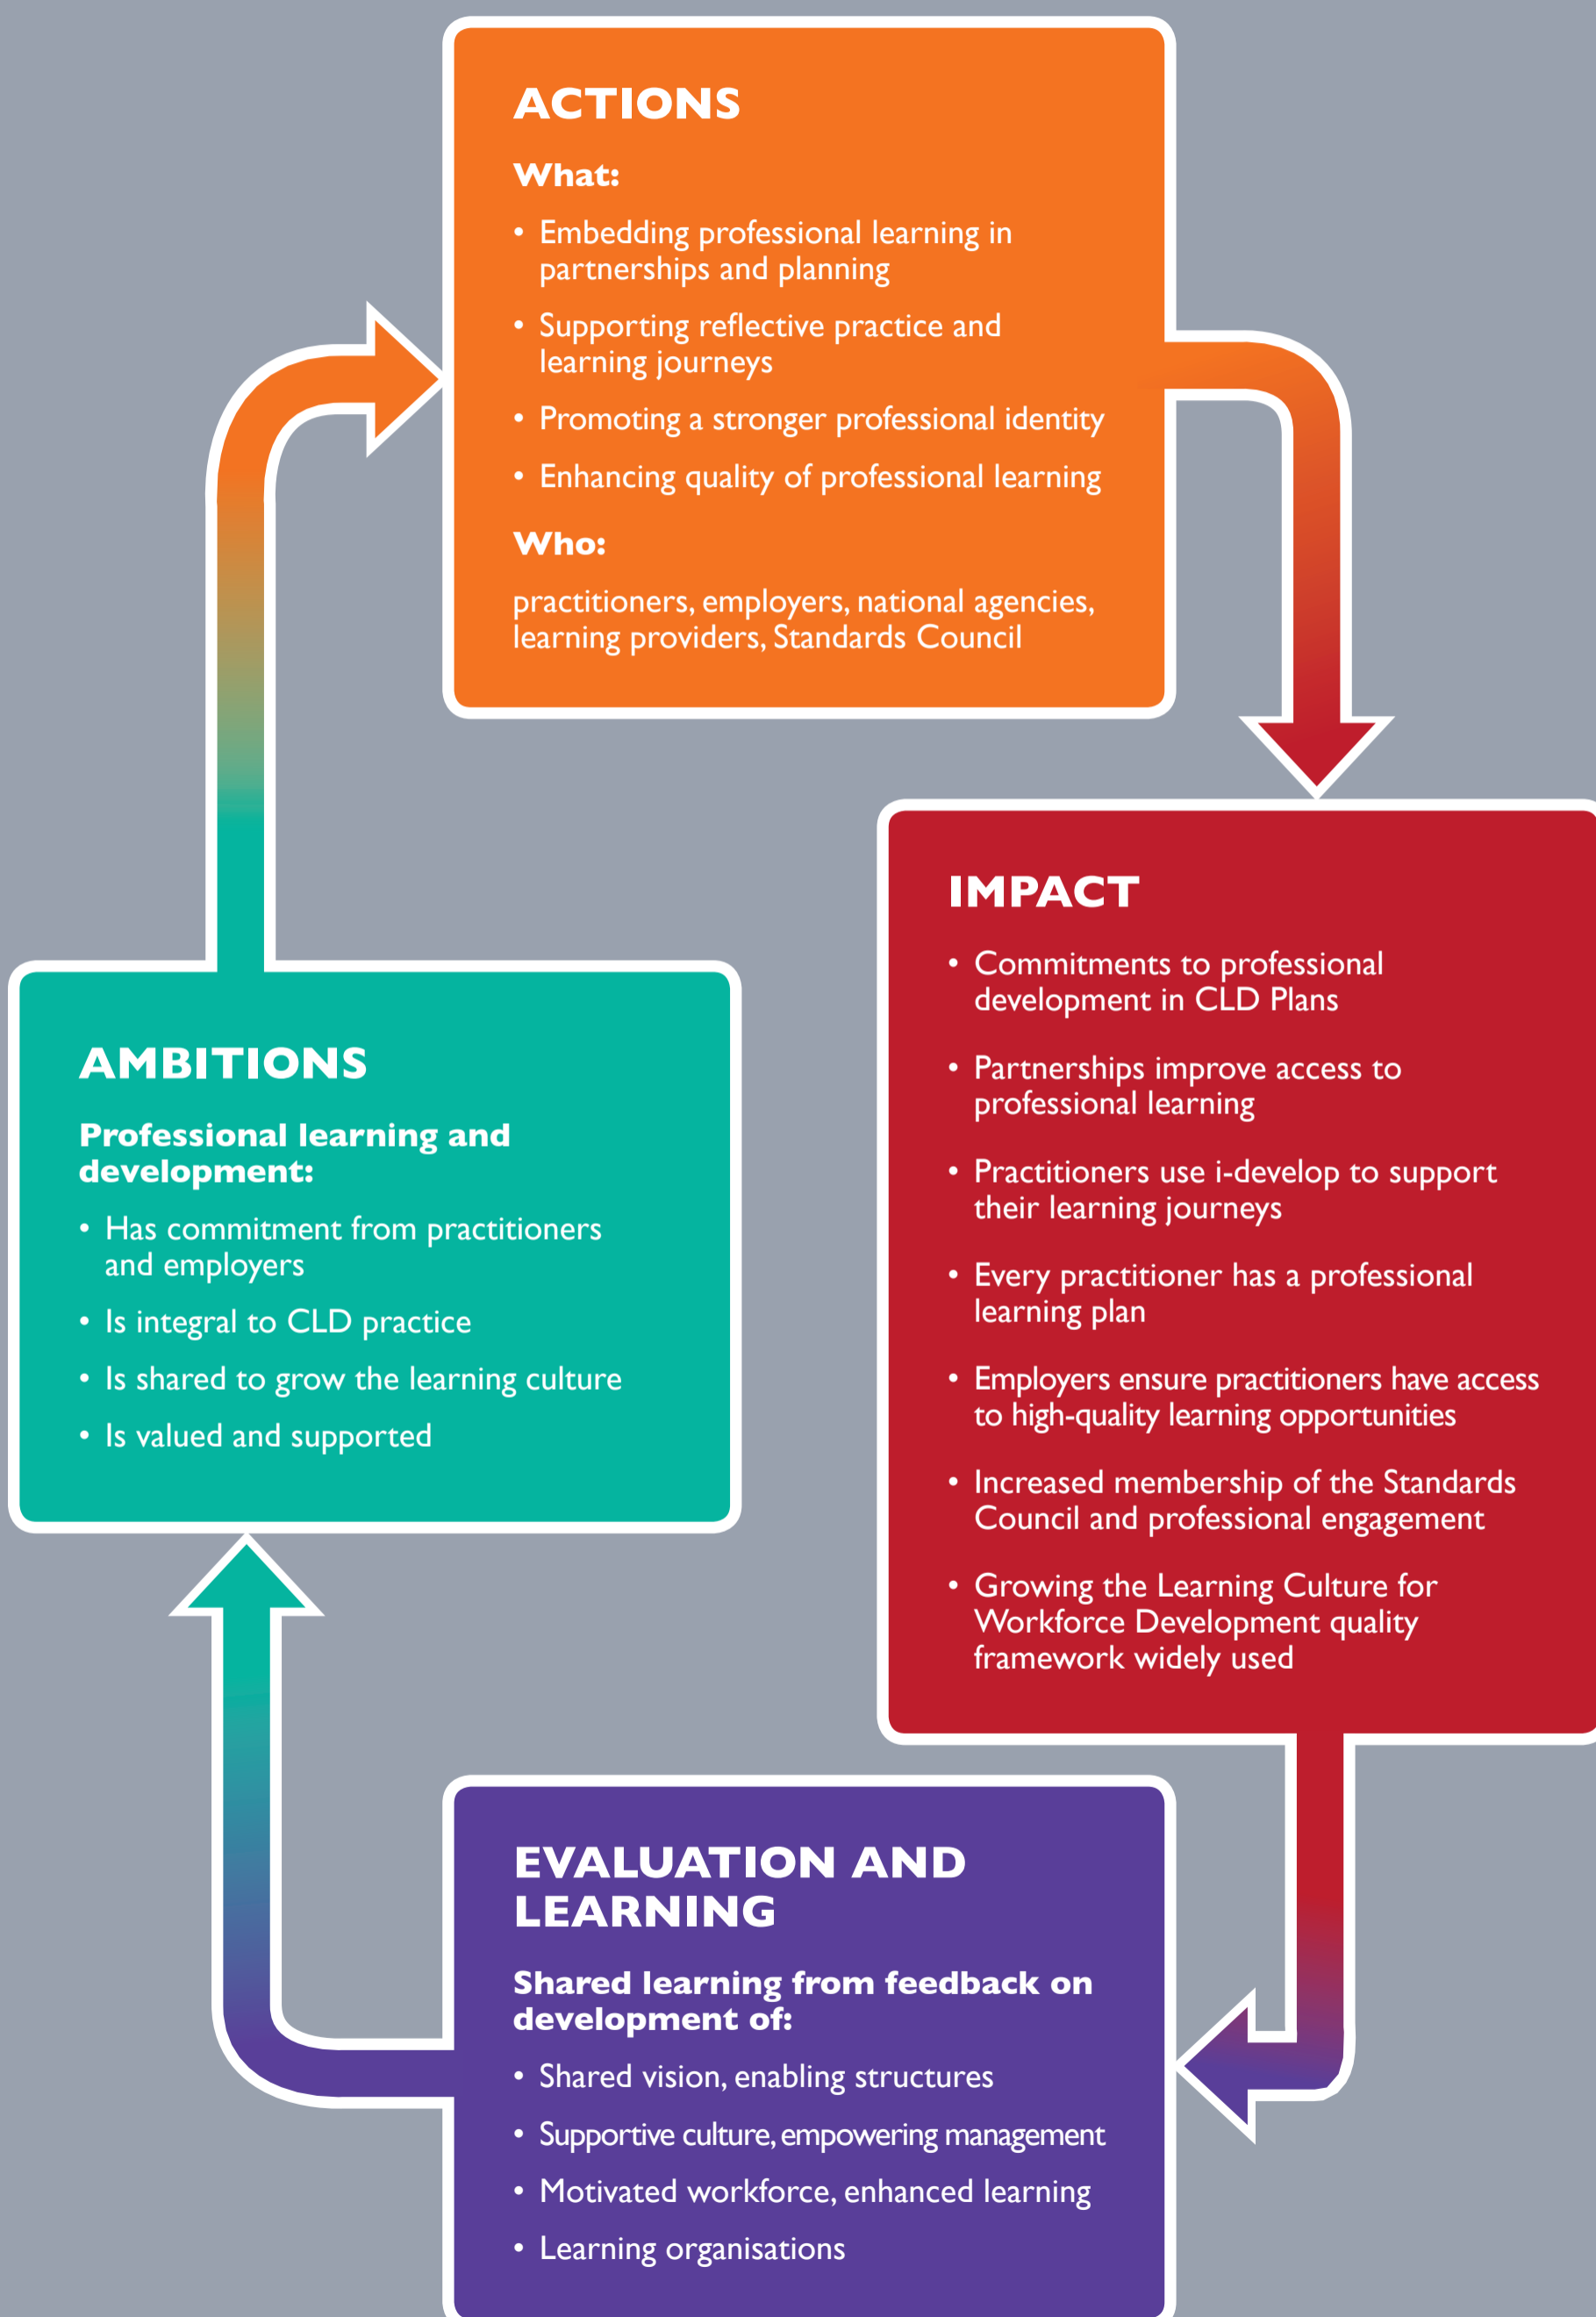 ACTIONS
What:
• Embedding professional learning in
partnerships and planning
• Supporting reflective practice and
learning journeys
• Promoting a stronger professional identity
• Enhancing quality of professional learning
Who:
practitioners, employers, national agencies,
learning providers, Standards Council
IMPACT
• Commitments to professional
development in CLD Plans
• Partnerships improve access to
professional learning
• Practitioners use i-develop to support
their learning journeys
• Every practitioner has a professional
learning plan
• Employers ensure practitioners have access
to high-quality learning opportunities
• Increased membership of the Standards
Council and professional engagement
• Growing the Learning Culture for
Workforce Development quality
framework widely used
AMBITIONS
Professional learning and
development:
• Has commitment from practitioners
and employers
• Is integral to CLD practice
• Is shared to grow the learning culture
• Is valued and supported
EVALUATION AND
LEARNING
Shared learning from feedback on
development of:
• Shared vision, enabling structures
• Supportive culture, empowering management
• Motivated workforce, enhanced learning
• Learning organisations